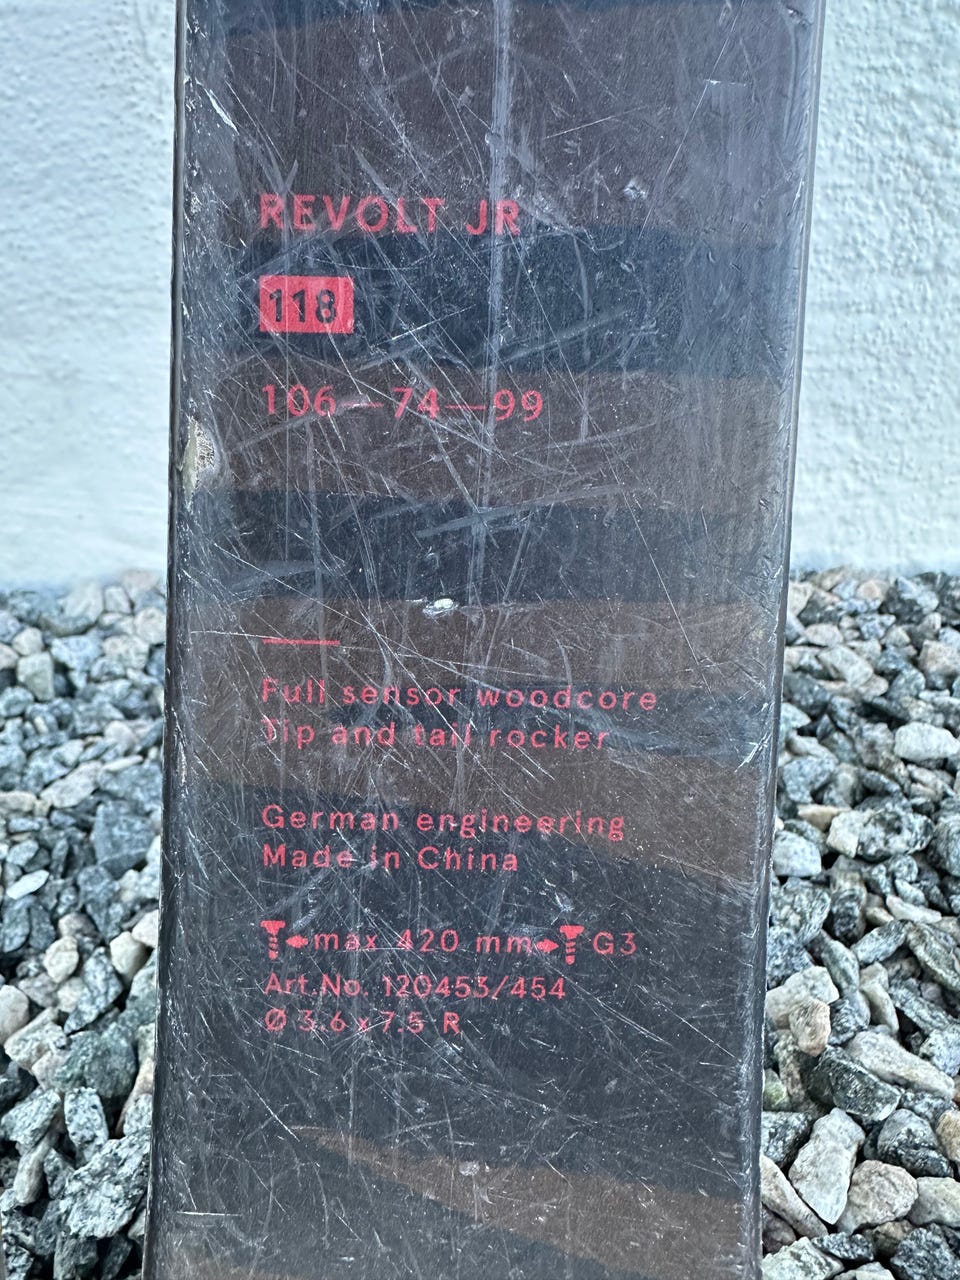 REVOLT JR
118
106—74—99
Full sensor woodcore
Tip and tail rocker
German engineering
Made in China
max 420 mm G3
Art.No. 120453/454
Ø 3.6 x 7.5 R